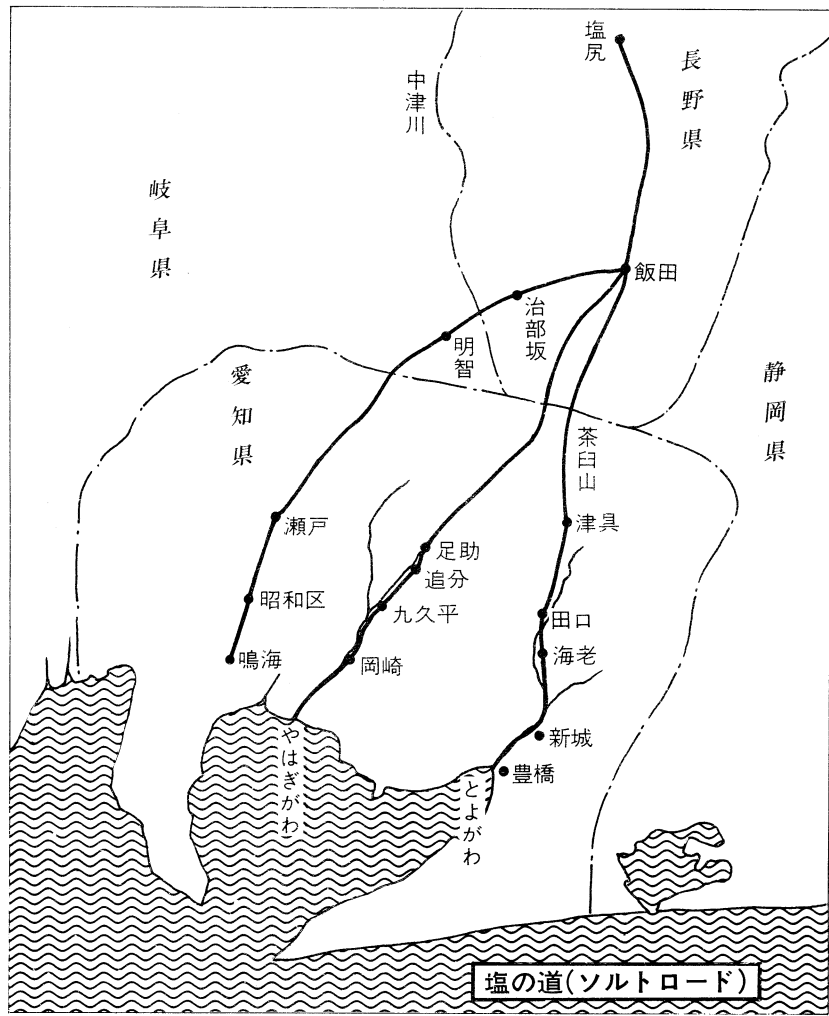 塩尻
長野県
中津川
岐阜県
飯田
治部坂
明智
愛知県
静岡県
茶臼山
瀬戸
津具
足助
追分
昭和区
九久平
田口
鳴海
岡崎
海老
新城
やはぎがわ
豊橋
とよがわ
塩の道(ソルトロード)